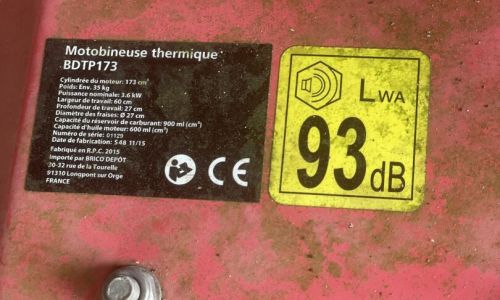 Motobineuse thermique
BDTP173
Cylindrée du moteur: 173 cm³
Poids: Env. 35 kg
Puissance nominale: 3.6 kW
Largeur de travail: 60 cm
Profondeur de travail: 27 cm
Diamètre des fraises: Ø 27 cm
Capacité du réservoir de carburant: 900 ml (cm³)
Capacité d'huile moteur: 600 ml (cm³)
Numéro de série: 01129
Date de fabrication: S48 11/15
Fabriqué en R.P.C. 2015
Importé par BRICO DÉPÔT
30-32 rue de la Tourelle
91310 Longpont sur Orge
FRANCE
CE
LWA
93dB